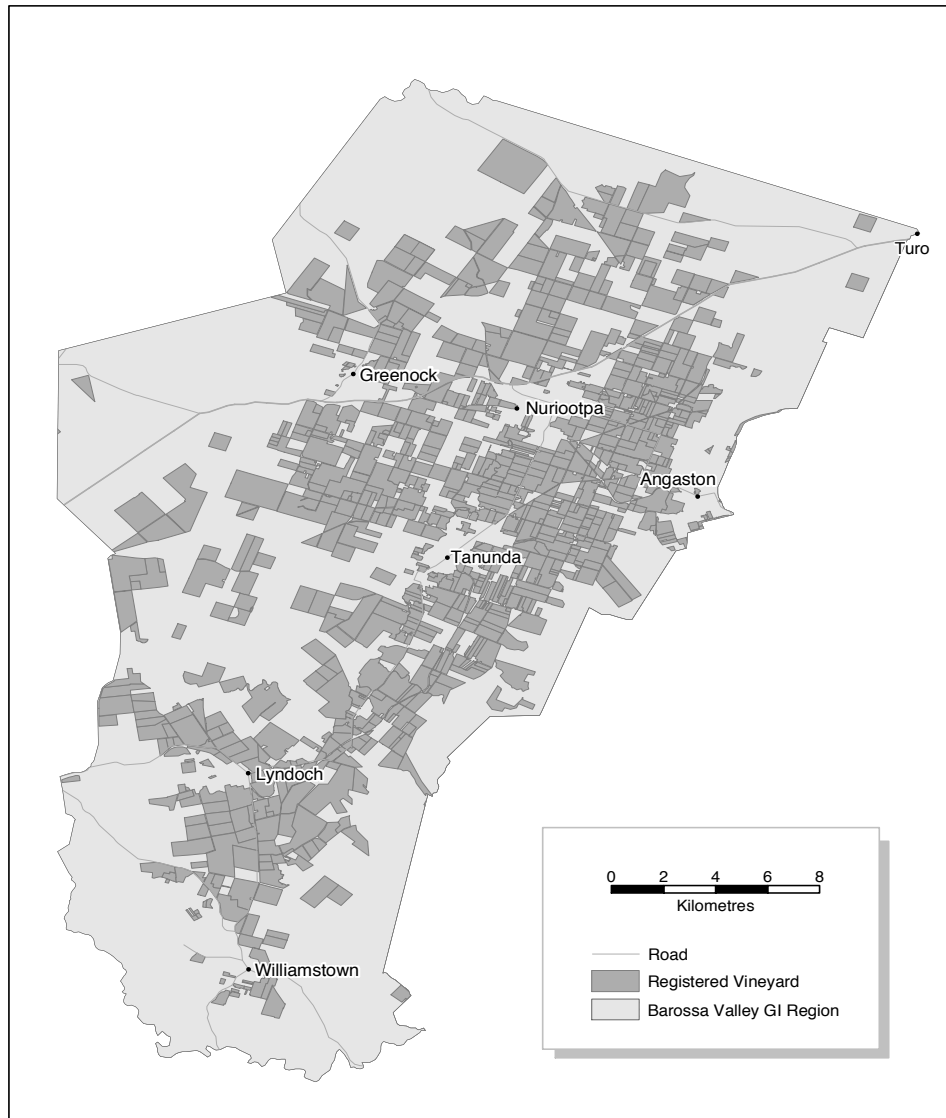 Turo
Greenock
Nuriootpa
Angaston
Tanunda
Lyndoch
Williamstown
0 2 4 6 8
Kilometres
Road
Registered Vineyard
Barossa Valley GI Region